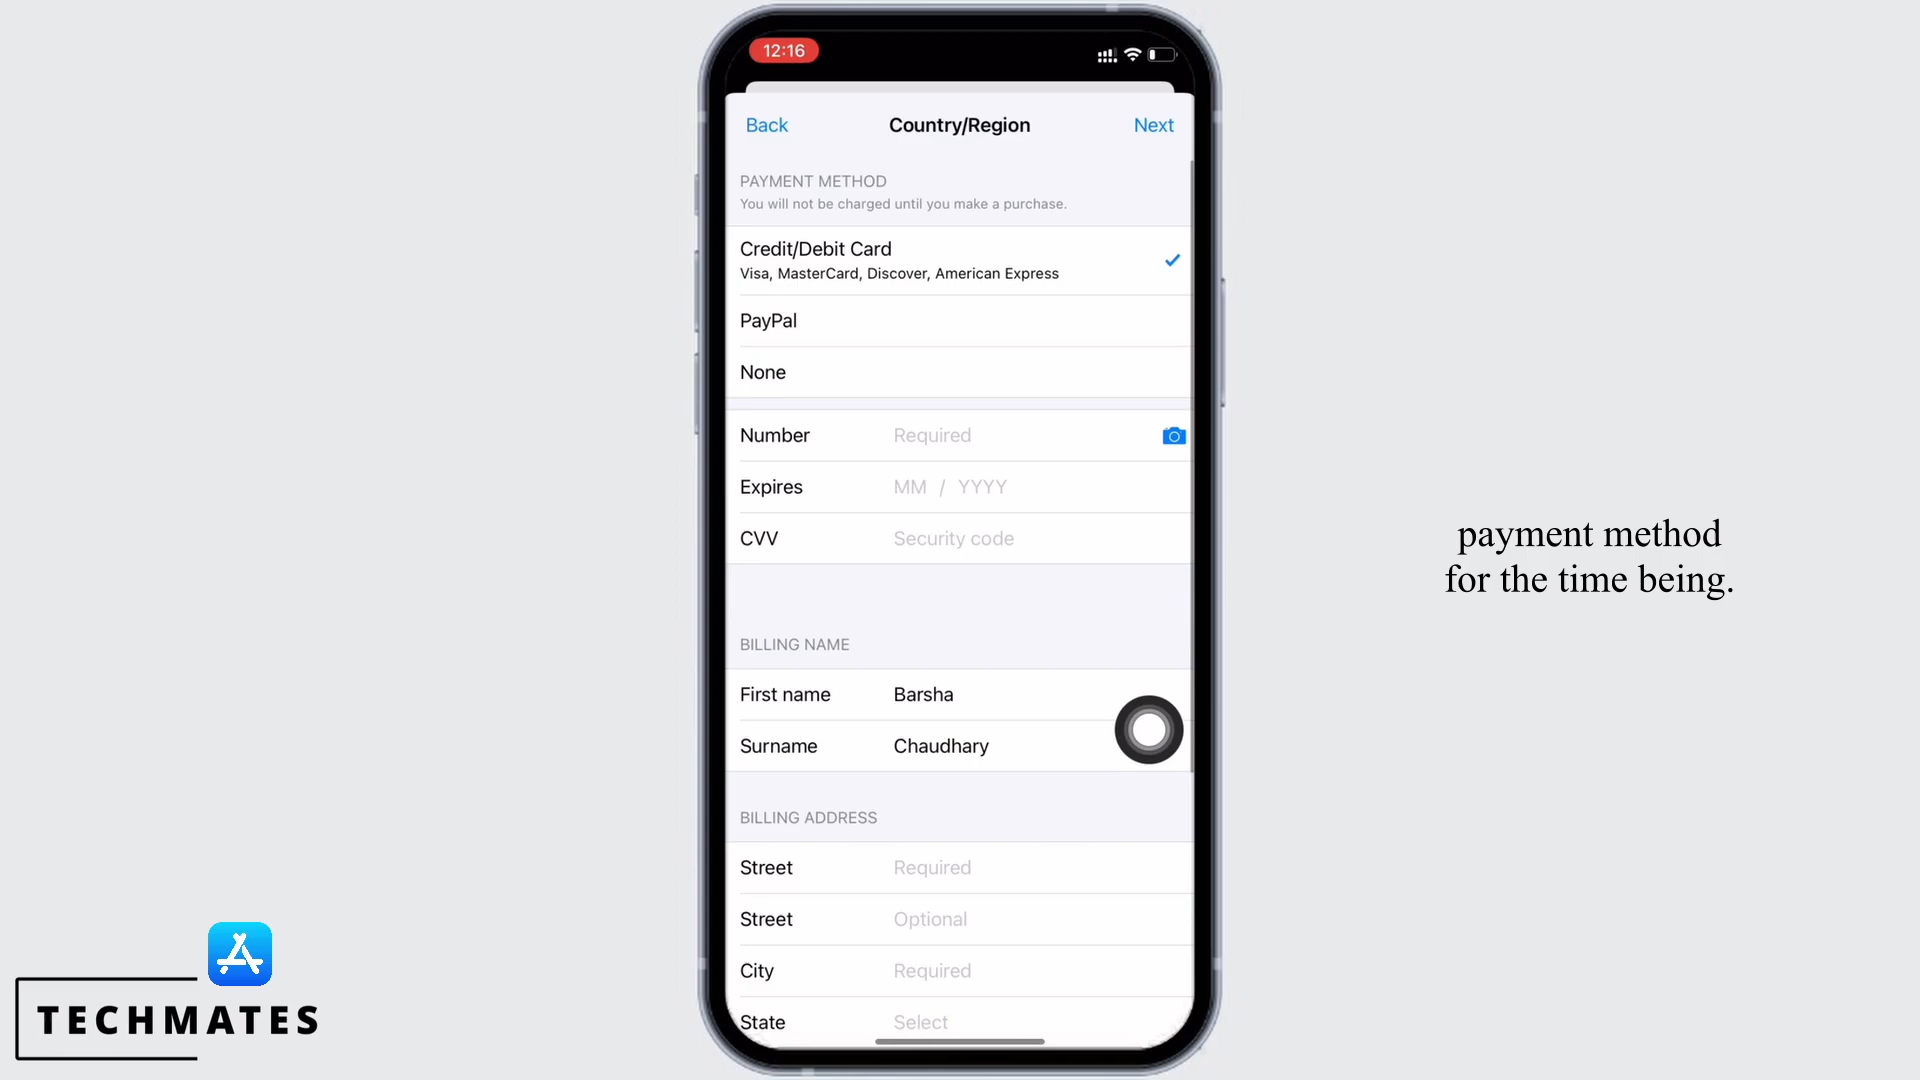 12:16
Back Country/Region Next
PAYMENT METHOD
You will not be charged until you make a purchase.
Credit/Debit Card
Visa, MasterCard, Discover, American Express
PayPal
None
Number Required
Expires MM / YYYY
CVV Security code
BILLING NAME
First name Barsha
Surname Chaudhary
BILLING ADDRESS
Street Required
Street Optional
City Required
State Select
payment method
for the time being.
TECHMATES